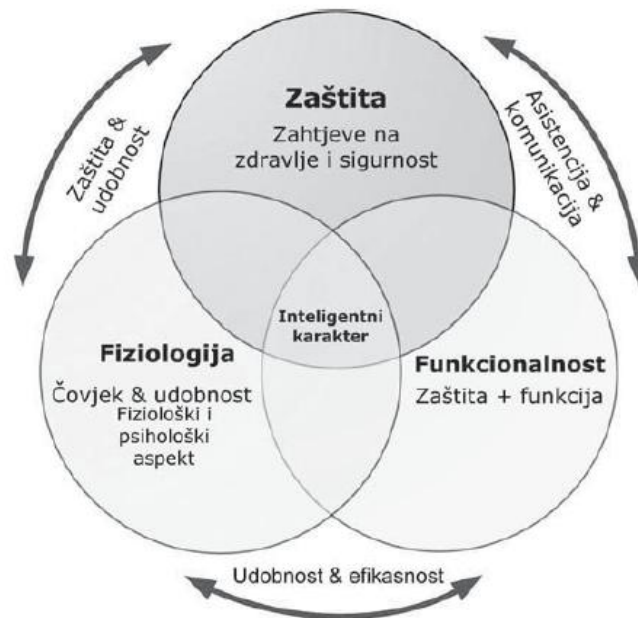 Zaštita
Zahtjeve na
zdravlje i sigurnost
Zaštita &
udobnost
Asistencija &
komunikacija
Inteligentni
karakter
Fiziologija
Čovjek & udobnost
Fiziološki i
psihološki
aspekt
Funkcionalnost
Zaštita + funkcija
Udobnost & efikasnost